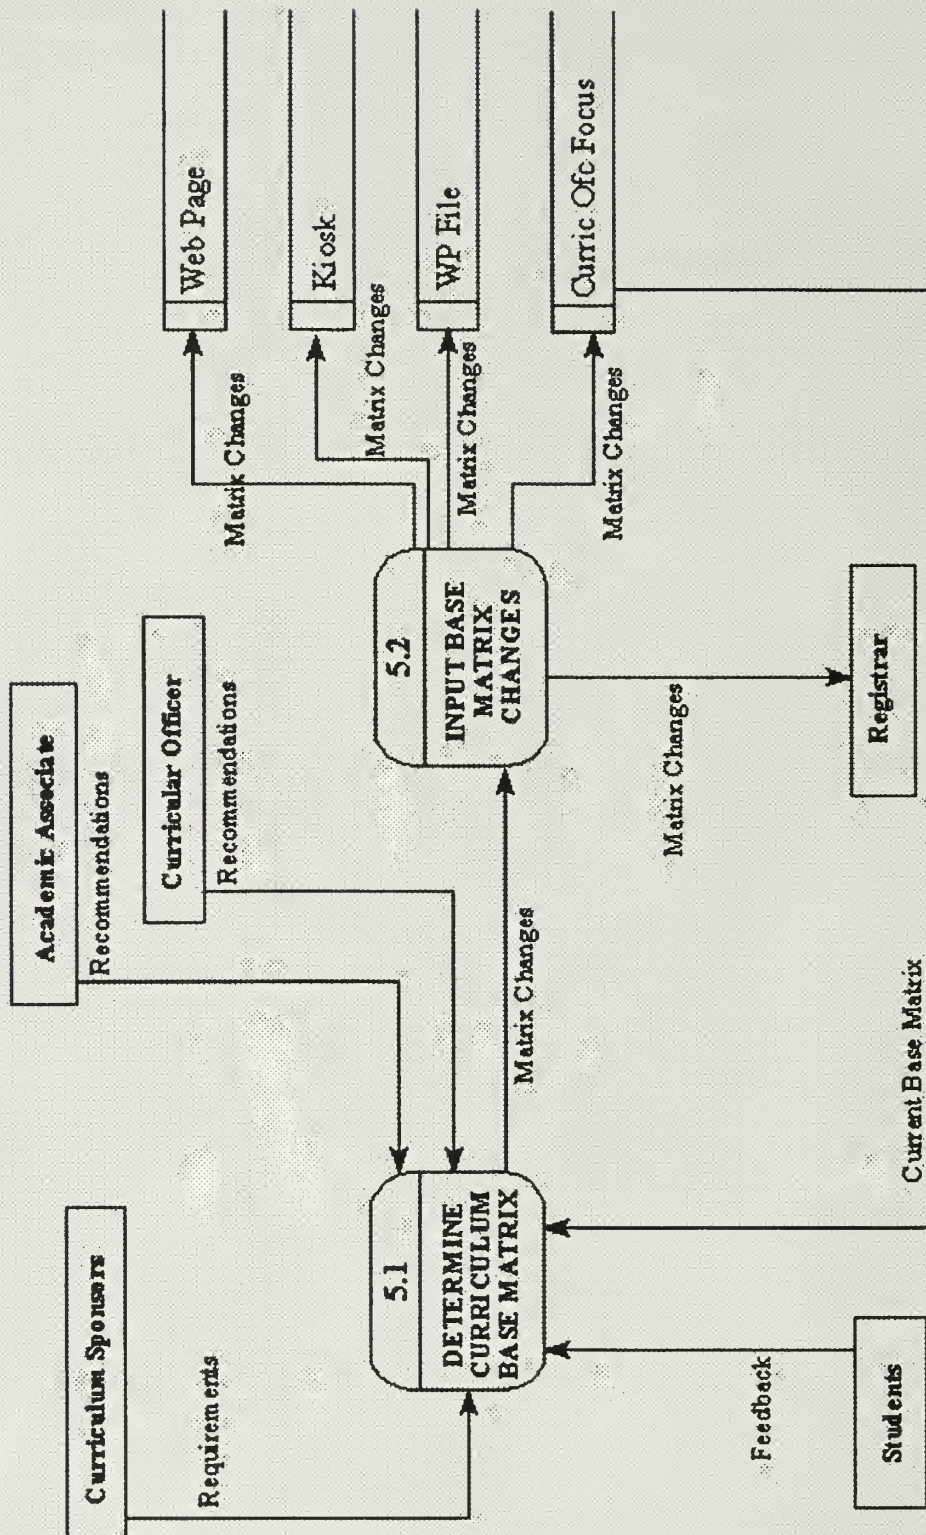 Academic Associate
Recommendations
Curricular Officer
Recommendations
Curriculum Sponsers
Requirements
5.1
DETERMINE
CURRICULUM
BASE MATRIX
Matrix Changes
5.2
INPUT BASE
MATRIX
CHANGES
Matrix Changes
Web Page
Matrix Changes
Kiosk
Matrix Changes
WP File
Matrix Changes
Curric Ofc Focus
Matrix Changes
Registrar
Feedback
Students
Current Base Matrix